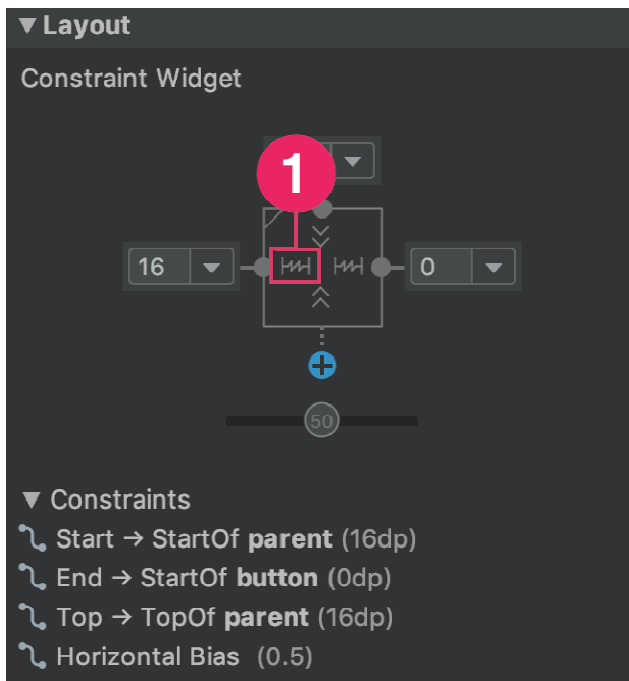 Layout
Constraint Widget
1
16
0
50
Constraints
Start → StartOf parent (16dp)
End → StartOf button (0dp)
Top → TopOf parent (16dp)
Horizontal Bias (0.5)